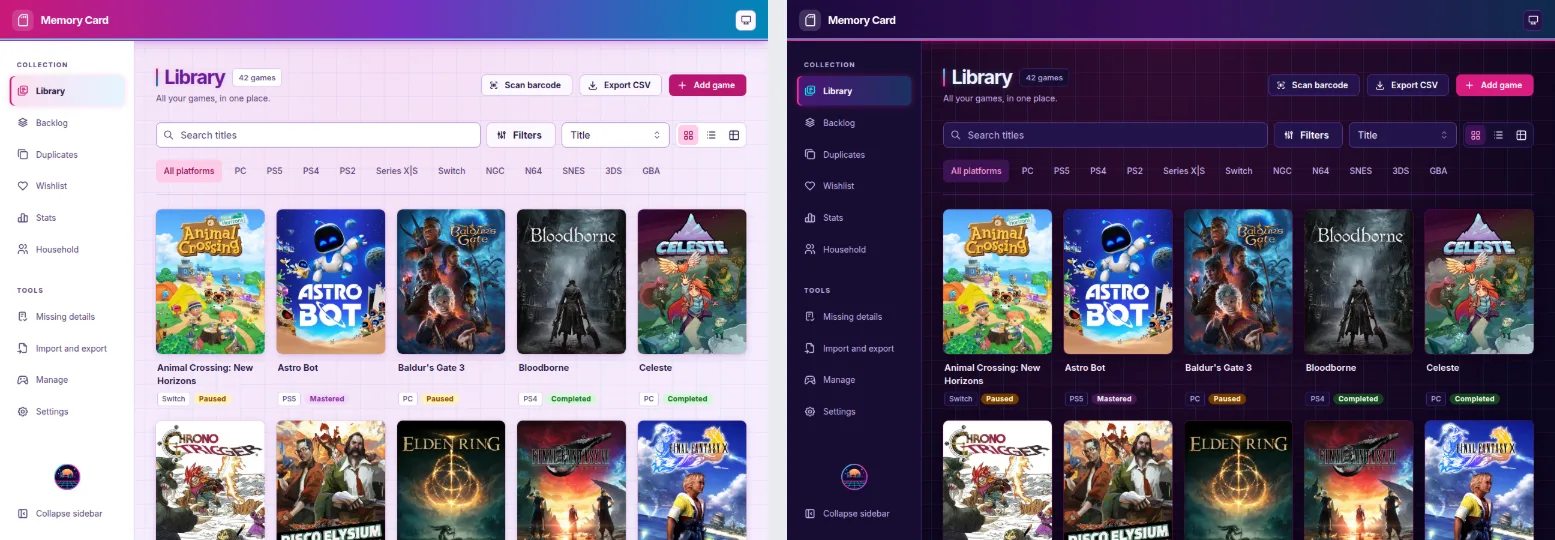 Memory Card
COLLECTION
Library
Backlog
Duplicates
Wishlist
Stats
Household
TOOLS
Missing details
Import and export
Manage
Settings
Collapse sidebar
Library
42 games
All your games, in one place.
Scan barcode
Export CSV
Add game
Search titles
Filters
Title
All platforms PC PS5 PS4 PS2 Series X|S Switch NGC N64 SNES 3DS GBA
Animal Crossing
ASTRO BOT
Baldur's Gate
Bloodborne
CELESTE
Animal Crossing: New Horizons
Switch Paused
Astro Bot
PS5 Mastered
Baldur's Gate 3
PC Paused
Bloodborne
PS4 Completed
Celeste
PC Completed
CHRONO TRIGGER
DISCO ELYSIUM
ELDEN RING
FINAL FANTASY
FINAL FANTASY X
Memory Card
COLLECTION
Library
Backlog
Duplicates
Wishlist
Stats
Household
TOOLS
Missing details
Import and export
Manage
Settings
Collapse sidebar
Library
42 games
All your games, in one place.
Scan barcode
Export CSV
Add game
Search titles
Filters
Title
All platforms PC PS5 PS4 PS2 Series X|S Switch NGC N64 SNES 3DS GBA
Animal Crossing
ASTRO BOT
Baldur's Gate
Bloodborne
CELESTE
Animal Crossing: New Horizons
Switch Paused
Astro Bot
PS5 Mastered
Baldur's Gate 3
PC Paused
Bloodborne
PS4 Completed
Celeste
PC Completed
CHRONO TRIGGER
DISCO ELYSIUM
ELDEN RING
FINAL FANTASY
FINAL FANTASY X